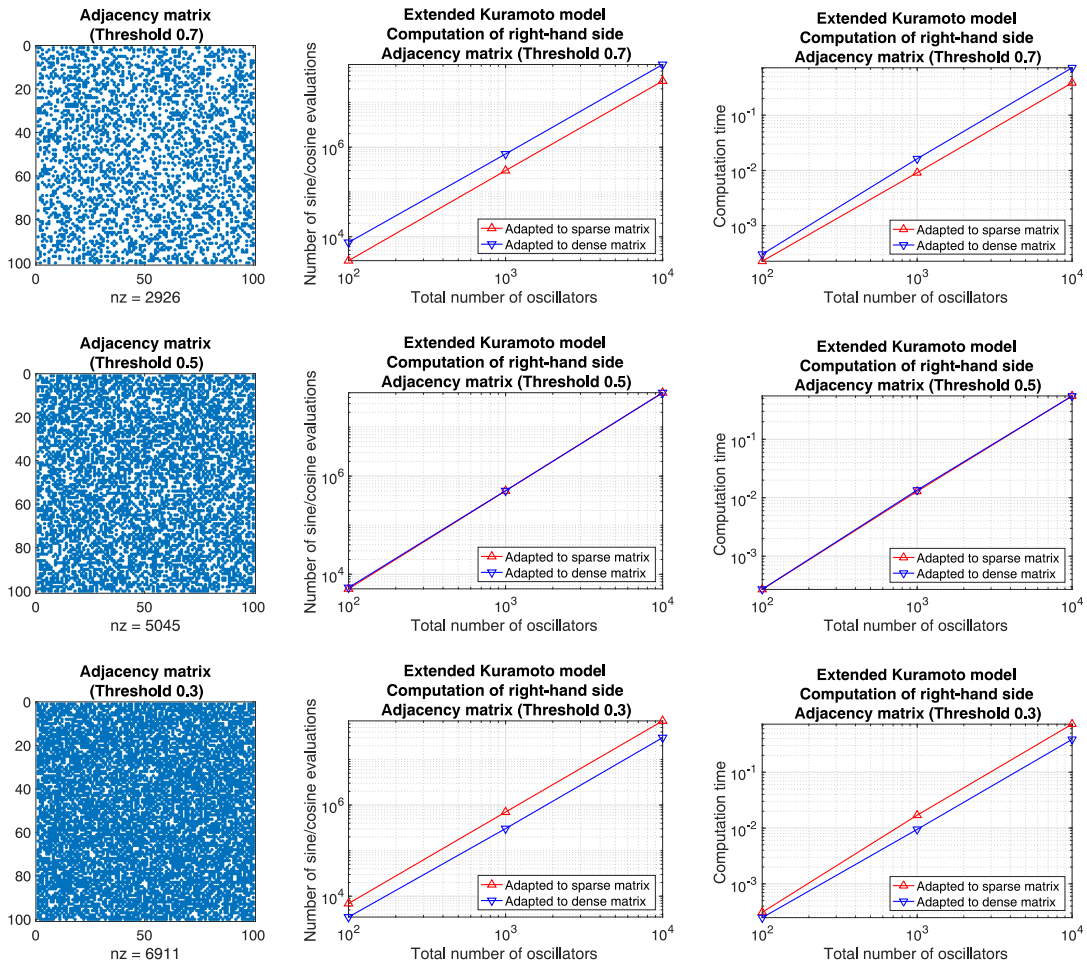 Adjacency matrix
(Threshold 0.7)
0
20
40
60
80
100
0 50 100
nz = 2926
Extended Kuramoto model
Computation of right-hand side
Adjacency matrix (Threshold 0.7)
Number of sine/cosine evaluations
10^6
10^4
Adapted to sparse matrix
Adapted to dense matrix
10^2 10^3 10^4
Total number of oscillators
Extended Kuramoto model
Computation of right-hand side
Adjacency matrix (Threshold 0.7)
Computation time
10^-1
10^-2
10^-3
Adapted to sparse matrix
Adapted to dense matrix
10^2 10^3 10^4
Total number of oscillators
Adjacency matrix
(Threshold 0.5)
0
20
40
60
80
100
0 50 100
nz = 5045
Extended Kuramoto model
Computation of right-hand side
Adjacency matrix (Threshold 0.5)
Number of sine/cosine evaluations
10^6
10^4
Adapted to sparse matrix
Adapted to dense matrix
10^2 10^3 10^4
Total number of oscillators
Extended Kuramoto model
Computation of right-hand side
Adjacency matrix (Threshold 0.5)
Computation time
10^-1
10^-2
10^-3
Adapted to sparse matrix
Adapted to dense matrix
10^2 10^3 10^4
Total number of oscillators
Adjacency matrix
(Threshold 0.3)
0
20
40
60
80
100
0 50 100
nz = 6911
Extended Kuramoto model
Computation of right-hand side
Adjacency matrix (Threshold 0.3)
Number of sine/cosine evaluations
10^6
10^4
Adapted to sparse matrix
Adapted to dense matrix
10^2 10^3 10^4
Total number of oscillators
Extended Kuramoto model
Computation of right-hand side
Adjacency matrix (Threshold 0.3)
Computation time
10^-1
10^-2
10^-3
Adapted to sparse matrix
Adapted to dense matrix
10^2 10^3 10^4
Total number of oscillators